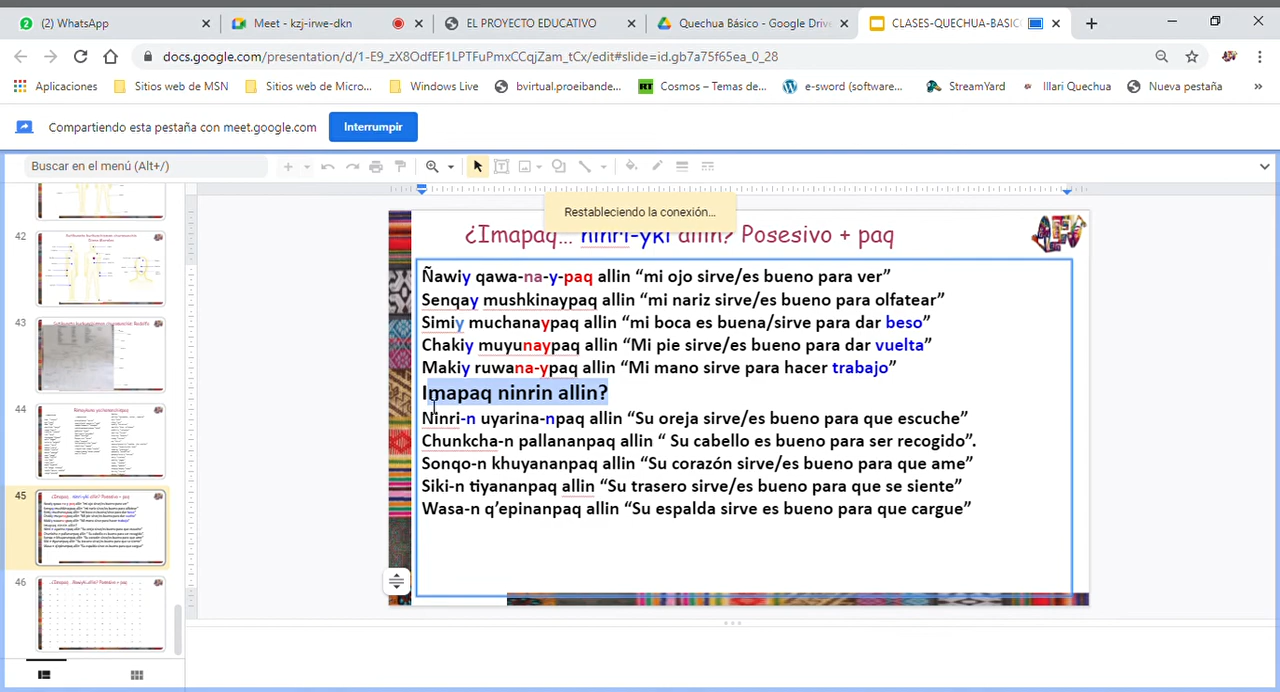 (2) WhatsApp
Meet - kzj-irwe-dkn
EL PROYECTO EDUCATIVO
Quechua Básico - Google Drive
CLASES-QUECHUA-BASIC
docs.google.com/presentation/d/1-E9_zX8OdfEF1LPTFuPmxCCqjZam_tCx/edit#slide=id.gb7a75f65ea_0_28
Aplicaciones
Sitios web de MSN
Sitios web de Micro...
Windows Live
bvirtual.proeibande...
Cosmos – Temas de...
e-sword (software...
StreamYard
Illari Quechua
Nueva pestaña
»
Compartiendo esta pestaña con meet.google.com
Interrumpir
Buscar en el menú (Alt+/)
Restableciendo la conexión...
¿Imapaq... ninri-yki allin? Posesivo + paq
Ñawiy qawa-na-y-paq allin “mi ojo sirve/es bueno para ver”
Senqay mushkinaypaq allin “mi nariz sirve/es bueno para olfatear”
Simiy muchanaypaq allin “mi boca es buena/sirve para dar beso”
Chakiy muyunaypaq allin “Mi pie sirve/es bueno para dar vuelta”
Makiy ruwana-ypaq allin “Mi mano sirve para hacer trabajo”
Imapaq ninrin allin?
Ninri-n uyarina-npaq allin “Su oreja sirve/es bueno para que escuche”
allin “ Su cabello es bueno para ser recogido”.
Sonqo-n khuyananpaq allin “Su corazón sirve/es bueno para que ame”
Siki-n tiyananpaq allin “Su trasero sirve/es bueno para que se siente”
Wasa-n q'epinanpaq allin “Su espalda sirve/es bueno para que cargue”
42
43
44
45
46